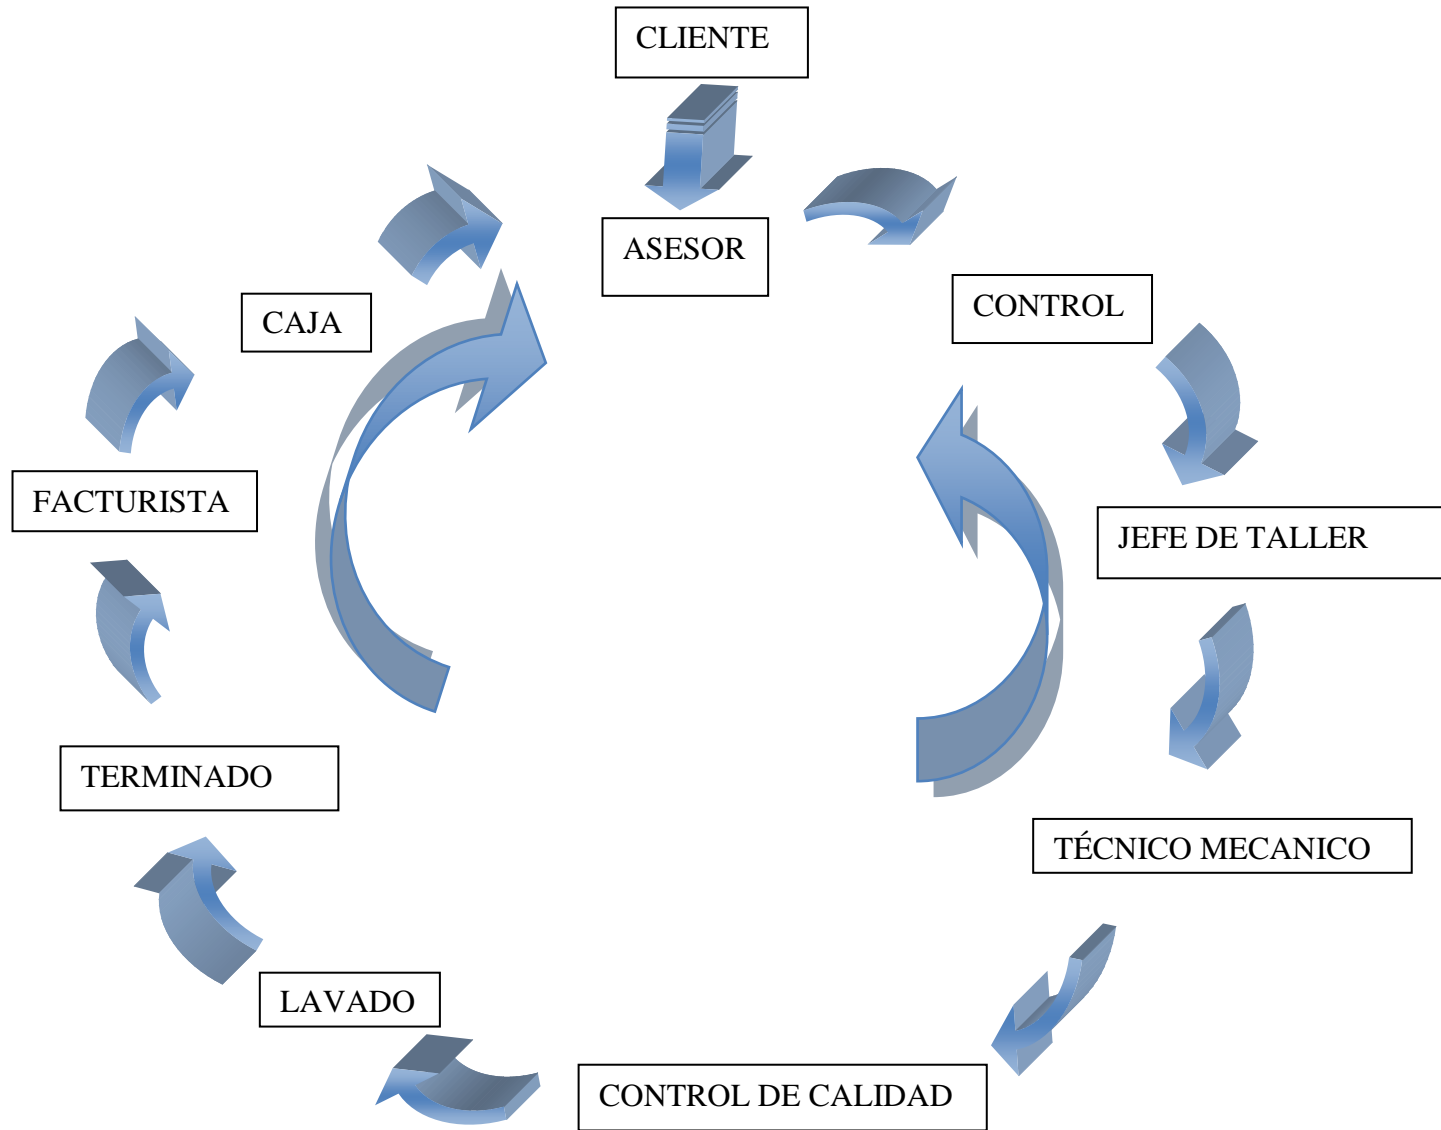 CLIENTE
ASESOR
CONTROL
JEFE DE TALLER
TÉCNICO MECANICO
CONTROL DE CALIDAD
LAVADO
TERMINADO
FACTURISTA
CAJA